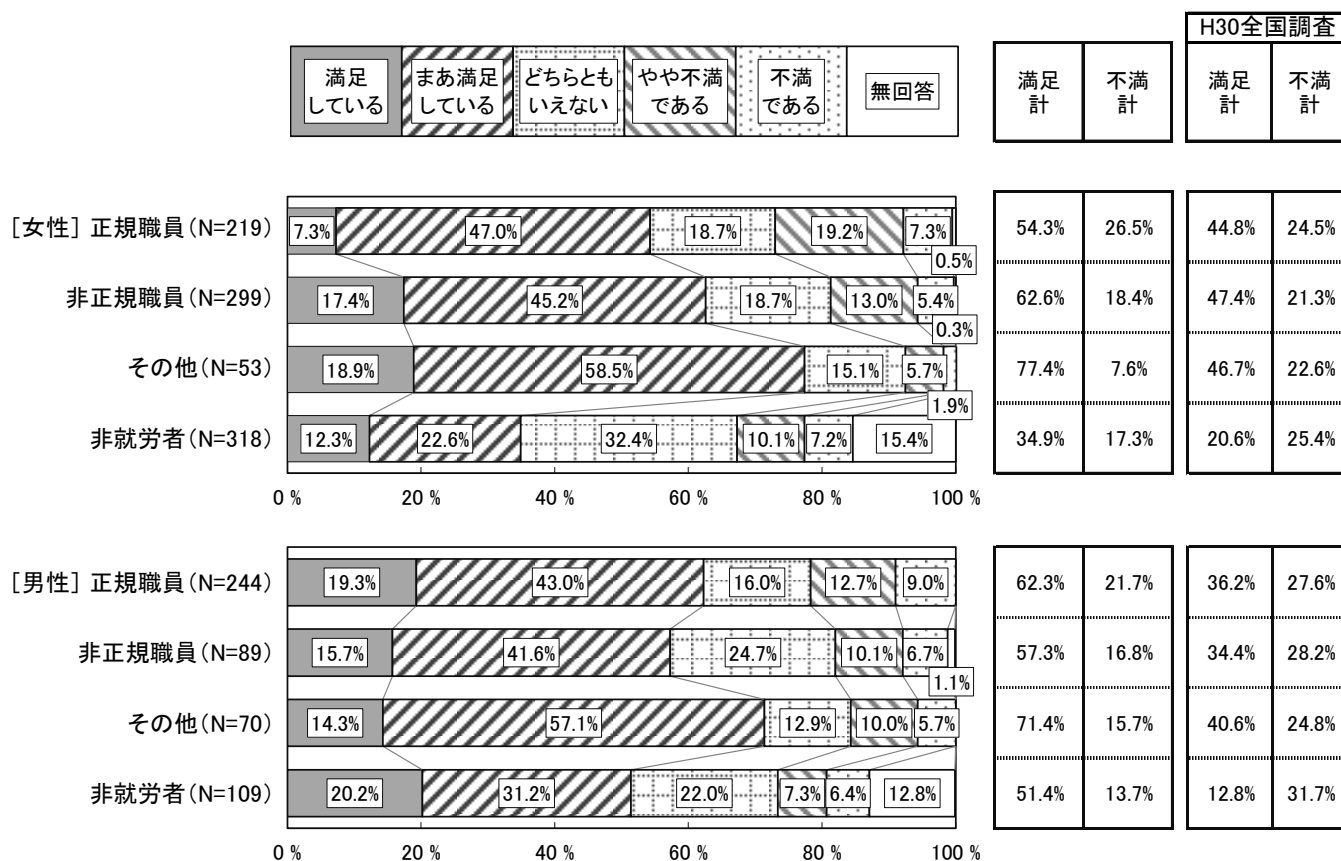 H30全国調査
満足
している
まあ満足
している
どちらとも
いえない
やや不満
である
不満
である
無回答
満足
計
不満
計
満足
計
不満
計
[女性] 正規職員(N=219) 7.3% 47.0% 18.7% 19.2% 7.3% 54.3% 26.5% 44.8% 24.5%
0.5%
非正規職員(N=299) 17.4% 45.2% 18.7% 13.0% 5.4% 62.6% 18.4% 47.4% 21.3%
0.3%
その他(N=53) 18.9% 58.5% 15.1% 5.7% 77.4% 7.6% 46.7% 22.6%
1.9%
非就労者(N=318) 12.3% 22.6% 32.4% 10.1% 7.2% 15.4% 34.9% 17.3% 20.6% 25.4%
0 % 20 % 40 % 60 % 80 % 100 %
[男性] 正規職員(N=244) 19.3% 43.0% 16.0% 12.7% 9.0% 62.3% 21.7% 36.2% 27.6%
非正規職員(N=89) 15.7% 41.6% 24.7% 10.1% 6.7% 57.3% 16.8% 34.4% 28.2%
1.1%
その他(N=70) 14.3% 57.1% 12.9% 10.0% 5.7% 71.4% 15.7% 40.6% 24.8%
非就労者(N=109) 20.2% 31.2% 22.0% 7.3% 6.4% 12.8% 51.4% 13.7% 12.8% 31.7%
0 % 20 % 40 % 60 % 80 % 100 %